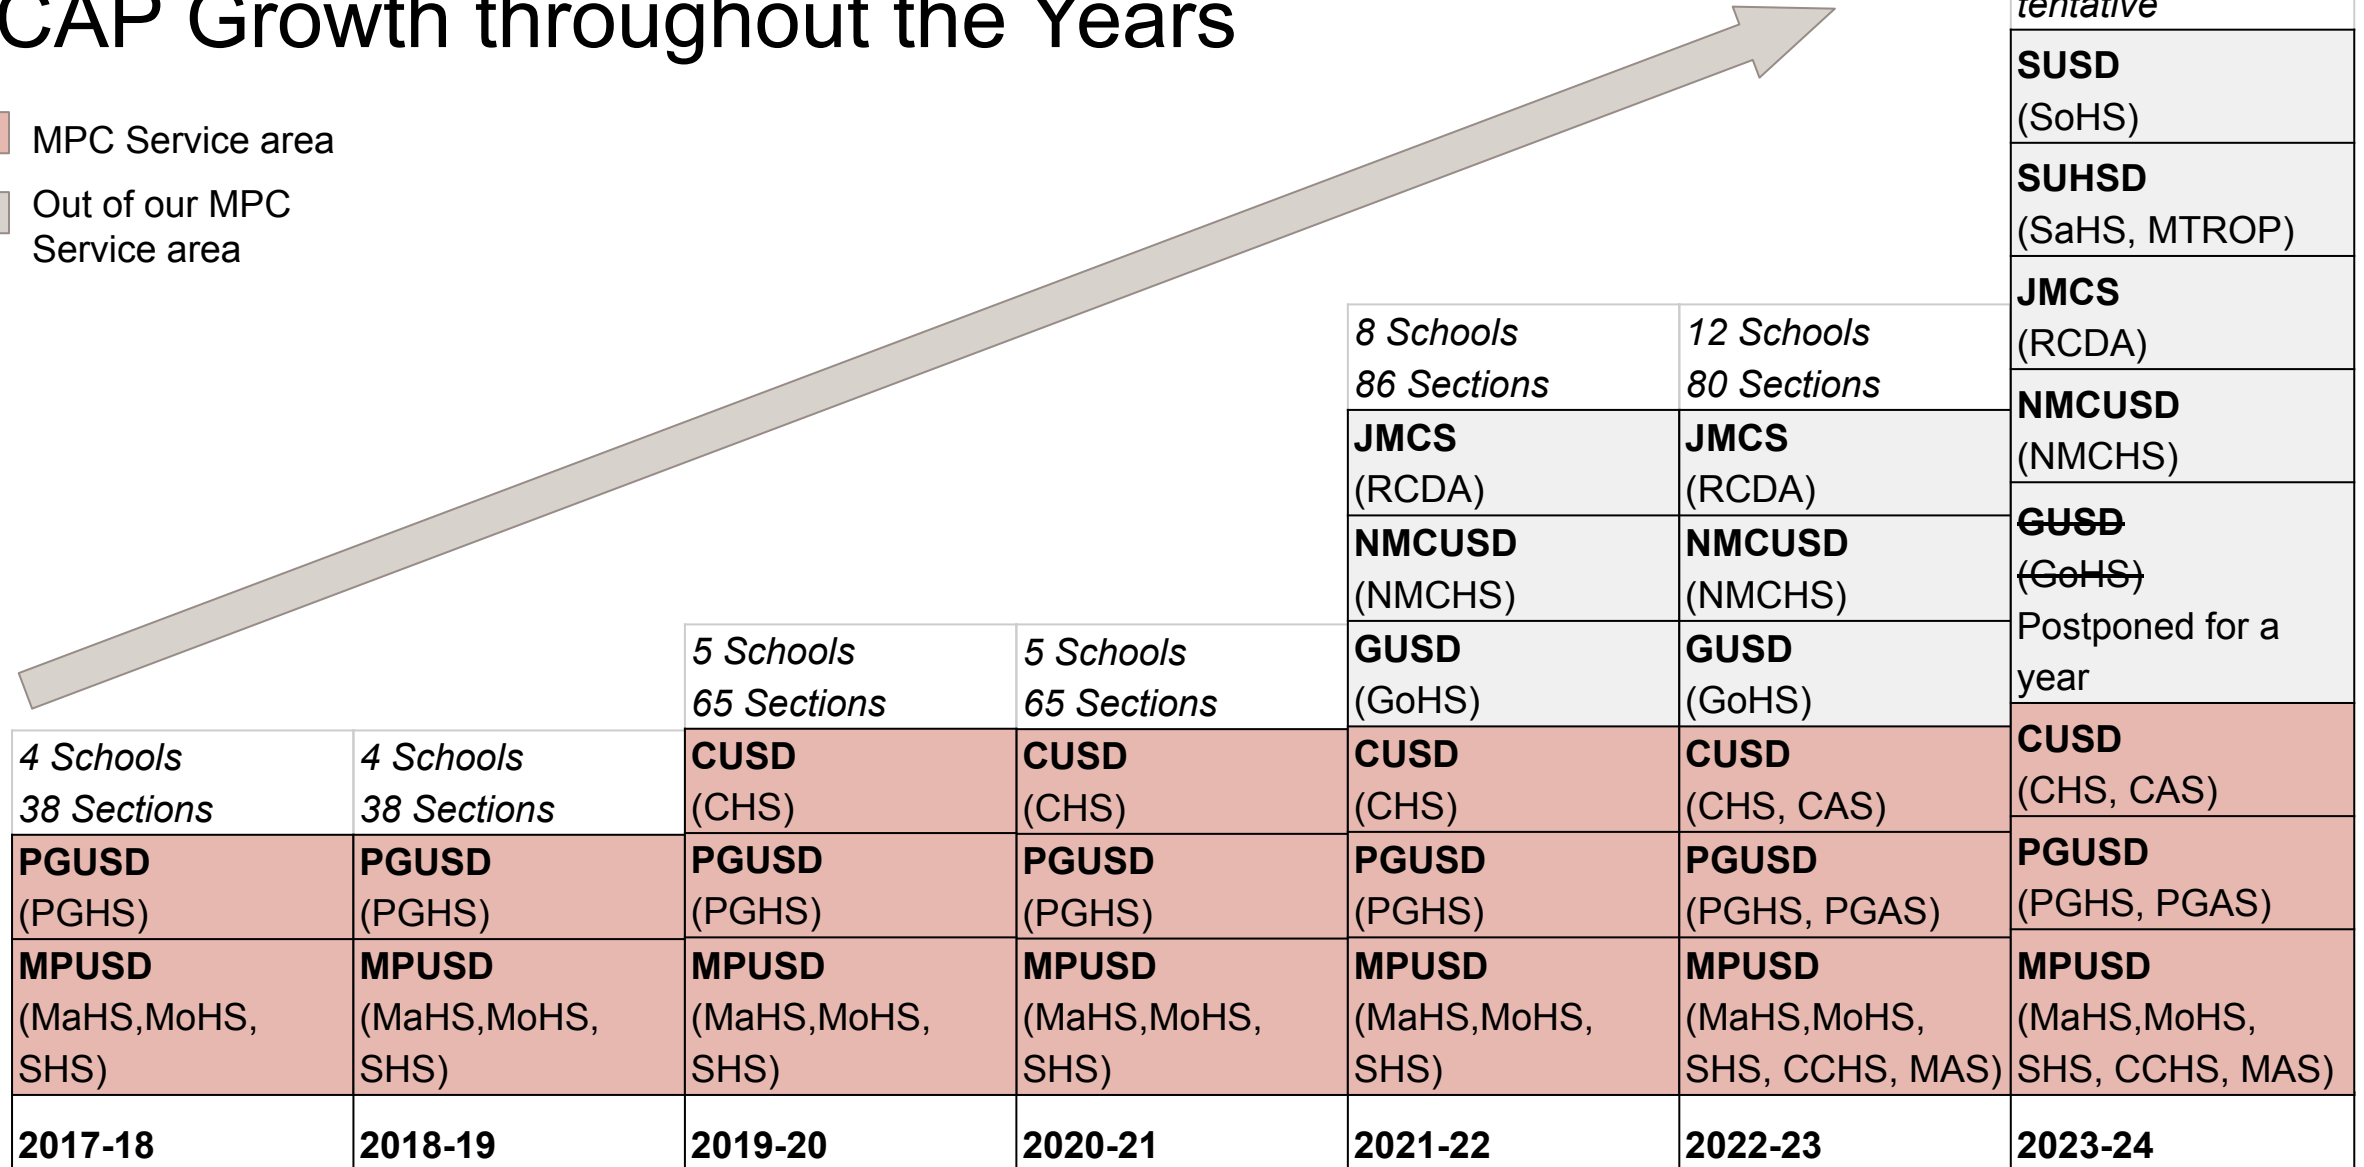 CAP Growth throughout the Years
MPC Service area
Out of our MPC
Service area
4 Schools
38 Sections
PGUSD
(PGHS)
MPUSD
(MaHS,MoHS,
SHS)
2017-18
4 Schools
38 Sections
PGUSD
(PGHS)
MPUSD
(MaHS,MoHS,
SHS)
2018-19
5 Schools
65 Sections
CUSD
(CHS)
PGUSD
(PGHS)
MPUSD
(MaHS,MoHS,
SHS)
2019-20
5 Schools
65 Sections
CUSD
(CHS)
PGUSD
(PGHS)
MPUSD
(MaHS,MoHS,
SHS)
2020-21
8 Schools
86 Sections
JMCS
(RCDA)
NMCUSD
(NMCHS)
GUSD
(GoHS)
CUSD
(CHS)
PGUSD
(PGHS)
MPUSD
(MaHS,MoHS,
SHS)
2021-22
12 Schools
80 Sections
JMCS
(RCDA)
NMCUSD
(NMCHS)
GUSD
(GoHS)
CUSD
(CHS, CAS)
PGUSD
(PGHS, PGAS)
MPUSD
(MaHS,MoHS,
SHS, CCHS, MAS)
2022-23
tentative
SUSD
(SoHS)
SUHSD
(SaHS, MTROP)
JMCS
(RCDA)
NMCUSD
(NMCHS)
GUSD
(GoHS)
Postponed for a
year
CUSD
(CHS, CAS)
PGUSD
(PGHS, PGAS)
MPUSD
(MaHS,MoHS,
SHS, CCHS, MAS)
2023-24